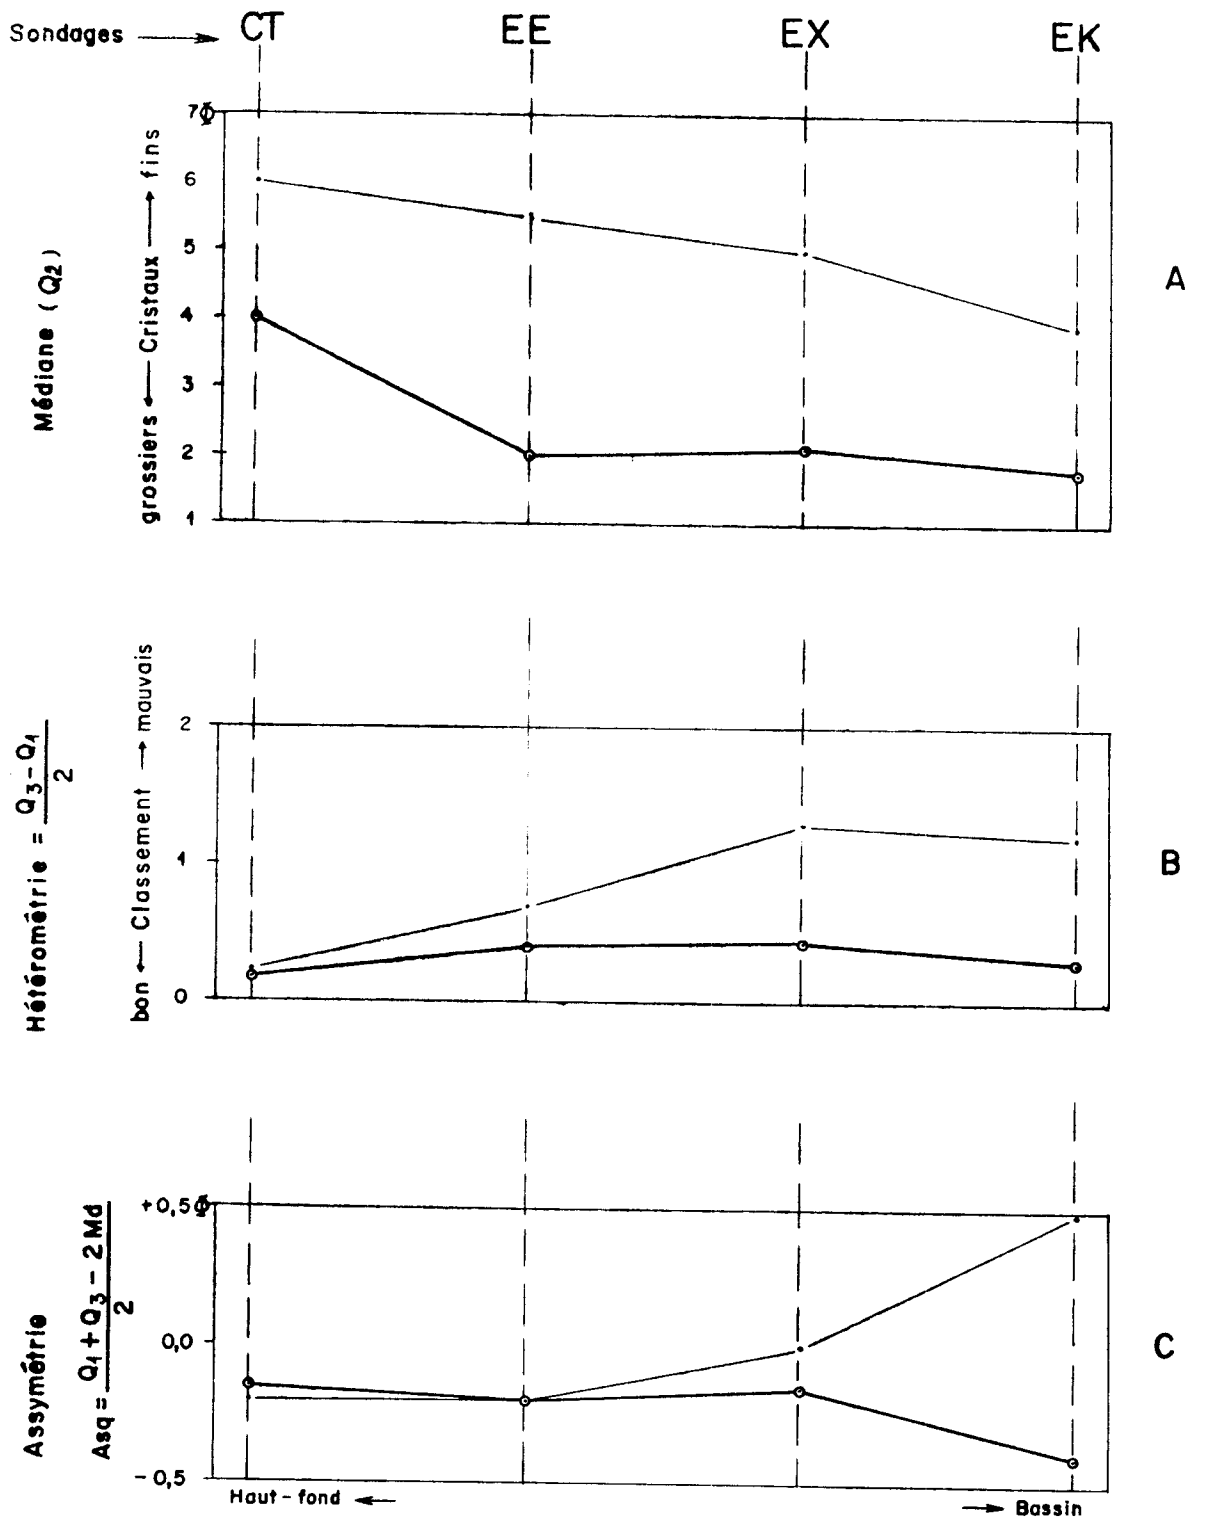 Sondages → CT EE EX EK
7Φ
6
5
4
3
2
1
Médiane (Q2)
grossiers ← Cristaux → fins
A
2
1
0
Hétérométrie = Q3 - Q1
2
bon ← Classement → mauvais
B
+0,5Φ
0,0
-0,5
Assymétrie
Asq = Q1 + Q3 - 2 Md
2
C
Haut-fond ←
→ Bassin